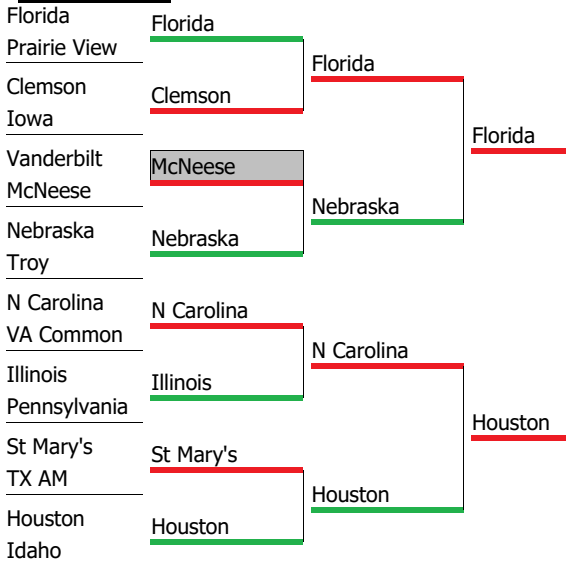 Florida
Prairie View
Clemson
Iowa
Vanderbilt
McNeese
Nebraska
Troy
N Carolina
VA Common
Illinois
Pennsylvania
St Mary's
TX AM
Houston
Idaho
Florida
Clemson
McNeese
Nebraska
N Carolina
Illinois
St Mary's
Houston
Florida
Nebraska
N Carolina
Houston
Florida
Houston